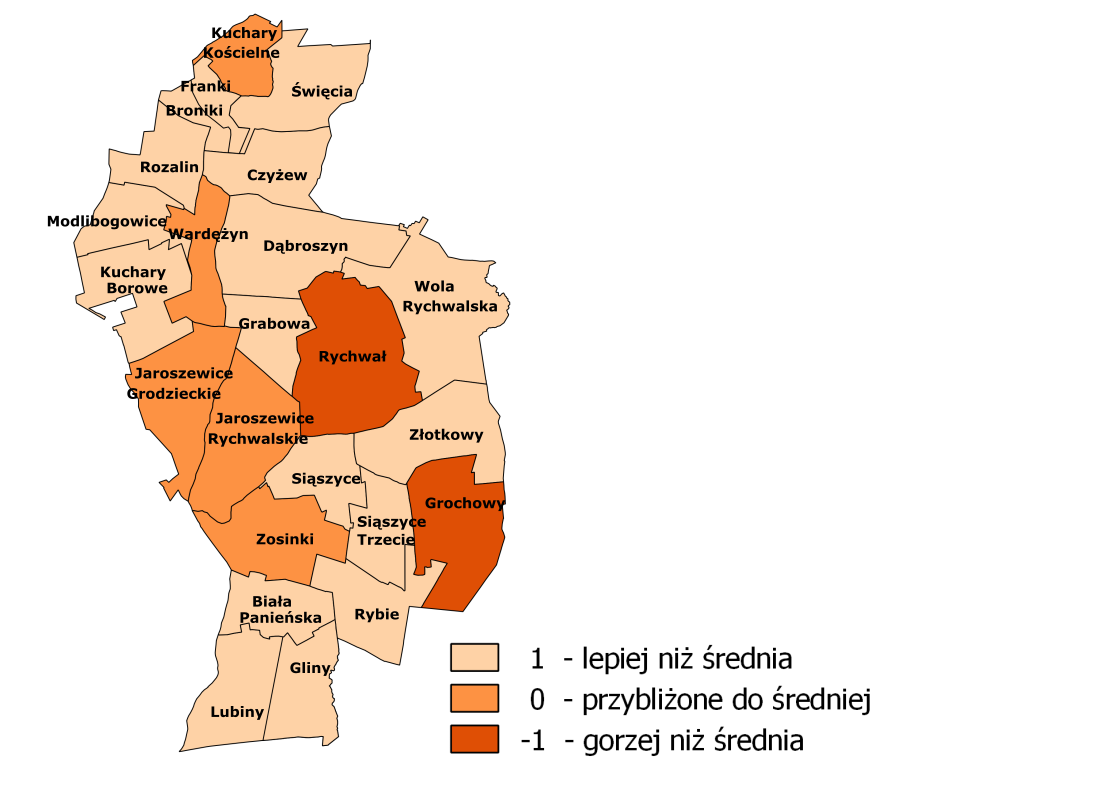 Kuchary
Kościelne
Franki
Święcia
Broniki
Rozalin
Czyżew
Modlibogowice
Wardężyn
Dąbroszyn
Kuchary
Borowe
Wola
Rychwalska
Grabowa
Rychwał
Jaroszewice
Grodzieckie
Jaroszewice
Rychwalskie
Złotkowy
Siąszyce
Grochowy
Siąszyce
Trzecie
Zosinki
Biała
Panieńska
Rybie
Gliny
Lubiny
1 - lepiej niż średnia
0 - przybliżone do średniej
-1 - gorzej niż średnia